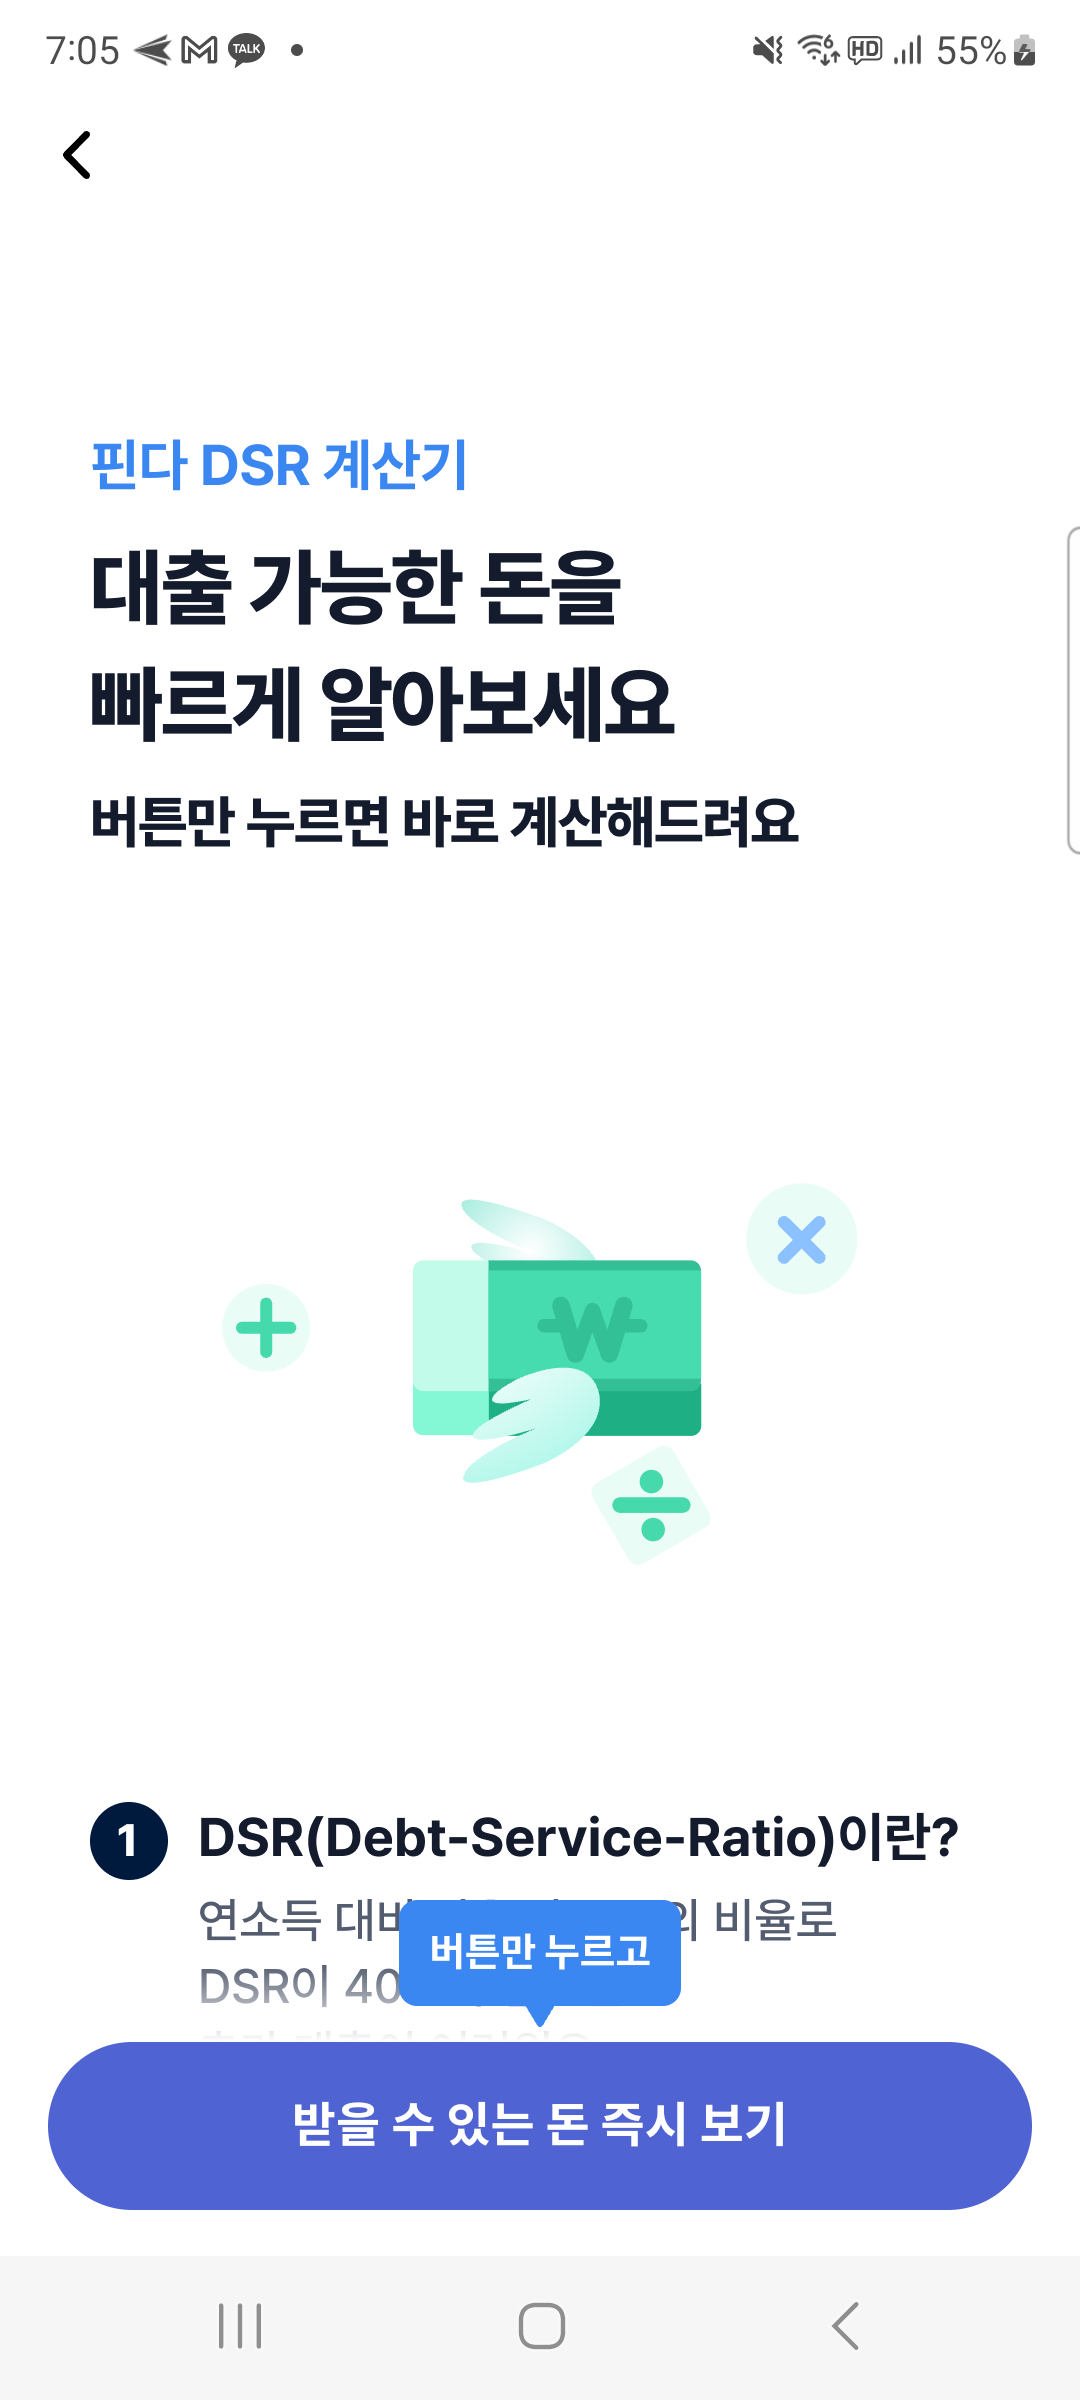 7:05
TALK
6
HD
55%
핀다 DSR 계산기
대출 가능한 돈을
빠르게 알아보세요
버튼만 누르면 바로 계산해드려요
₩
1
DSR(Debt-Service-Ratio)이란?
연소득 대비 비율로
DSR이 40
버튼만 누르고
받을 수 있는 돈 즉시 보기